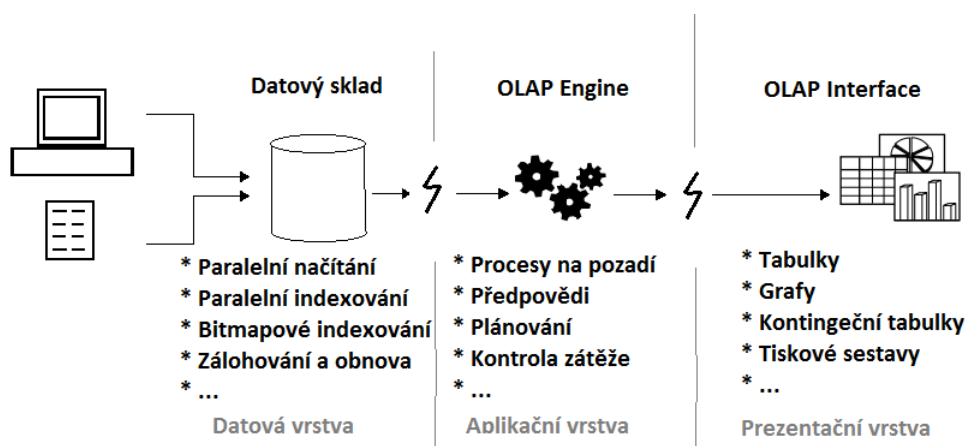 Datový sklad
* Paralelní načítání
* Paralelní indexování
* Bitmapové indexování
* Zálohování a obnova
* ...
Datová vrstva
OLAP Engine
* Procesy na pozadí
* Předpovědi
* Plánování
* Kontrola zátěže
* ...
Aplikační vrstva
OLAP Interface
* Tabulky
* Grafy
* Kontingeční tabulky
* Tiskové sestavy
* ...
Prezentační vrstva